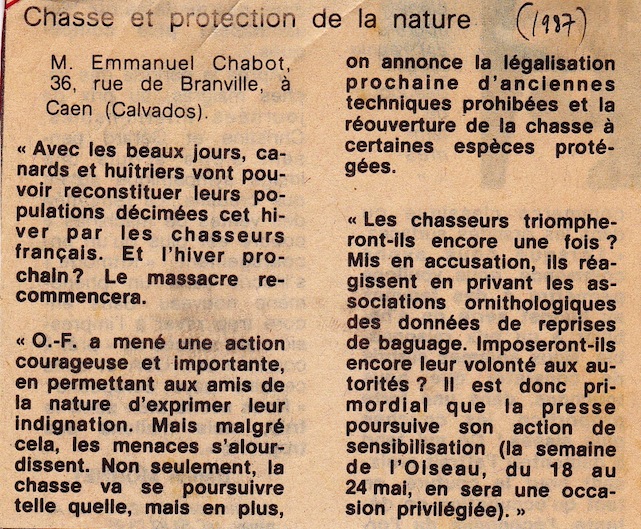 Chasse et protection de la nature (1987)
M. Emmanuel Chabot,
36, rue de Branville, à
Caen (Calvados).
« Avec les beaux jours, ca-
nards et huîtriers vont pou-
voir reconstituer leurs po-
pulations décimées cet hi-
ver par les chasseurs
français. Et l'hiver pro-
chain ? Le massacre re-
commencera.
« O.-F. a mené une action
courageuse et importante,
en permettant aux amis de
la nature d'exprimer leur
indignation. Mais malgré
cela, les menaces s'alour-
dissent. Non seulement, la
chasse va se poursuivre
telle quelle, mais en plus,
on annonce la légalisation
prochaine d'anciennes
techniques prohibées et la
réouverture de la chasse à
certaines espèces proté-
gées.
« Les chasseurs triomphe-
ront-ils encore une fois ?
Mis en accusation, ils réa-
gissent en privant les as-
sociations ornithologiques
des données de reprises
de baguage. Imposeront-ils
encore leur volonté aux au-
torités ? Il est donc pri-
mordial que la presse
poursuive son action de
sensibilisation (la semaine
de l'Oiseau, du 18 au
24 mai, en sera une occa-
sion privilégiée). »